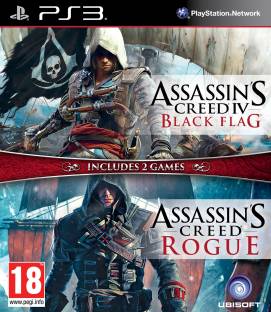 PS3
PlayStation Network
ASSASSIN'S
CREED IV
BLACK FLAG
INCLUDES 2 GAMES
ASSASSIN'S
CREED
ROGUE
18
www.pegi.info
UBISOFT